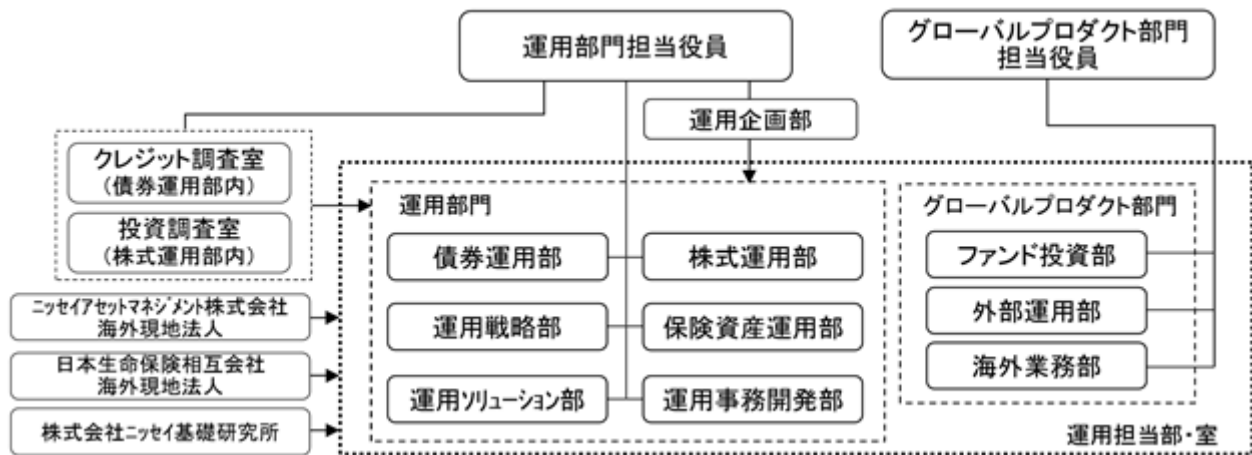 運用部門担当役員
グローバルプロダクト部門
担当役員
運用企画部
クレジット調査室
(債券運用部内)
投資調査室
(株式運用部内)
ニッセイアセットマネジメント株式会社
海外現地法人
日本生命保険相互会社
海外現地法人
株式会社ニッセイ基礎研究所
運用部門
債券運用部
株式運用部
運用戦略部
保険資産運用部
運用ソリューション部
運用事務開発部
グローバルプロダクト部門
ファンド投資部
外部運用部
海外業務部
運用担当部・室